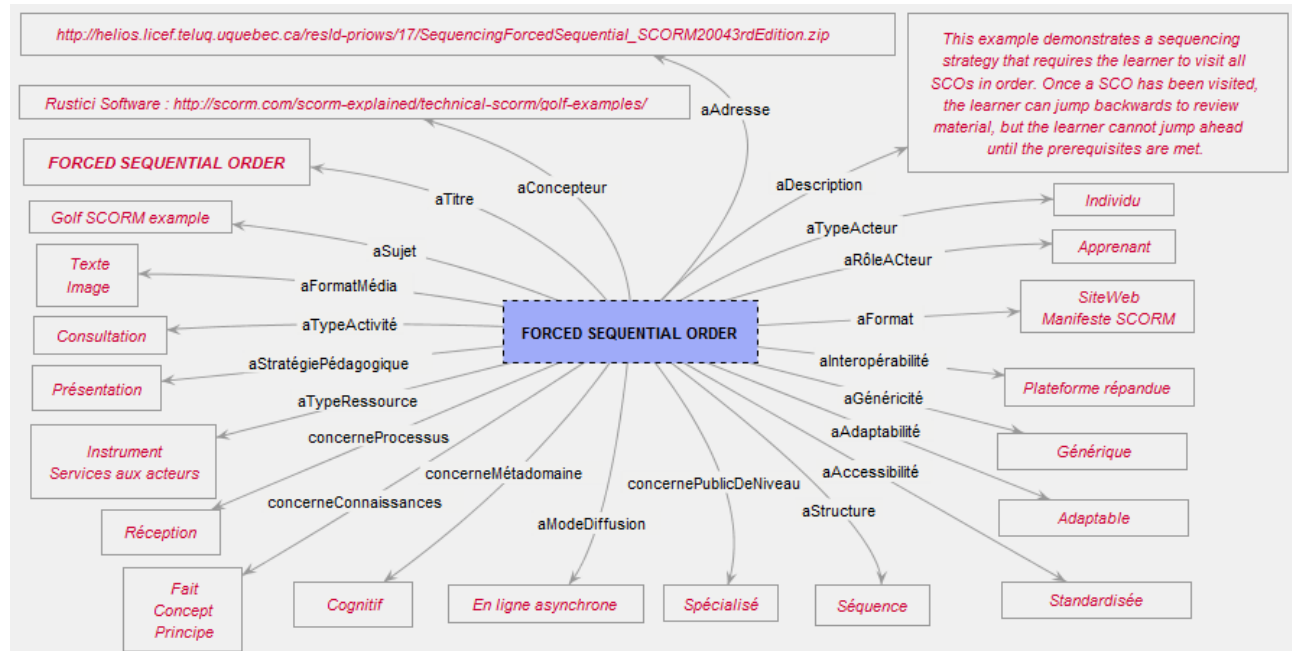 http://helios.licef.teluq.uquebec.ca/resId-priows/17/SequencingForcedSequential_SCORM20043rdEdition.zip
This example demonstrates a sequencing
strategy that requires the learner to visit all
SCOs in order. Once a SCO has been visited,
the learner can jump backwards to review
material, but the learner cannot jump ahead
until the prerequisites are met.
Rustici Software : http://scorm.com/scorm-explained/technical-scorm/golf-examples/
aAdresse
FORCED SEQUENTIAL ORDER
aConcepteur
aDescription
aTitre
Individu
aTypeActeur
Golf SCORM example
aSujet
Apprenant
aRôleACteur
Texte
Image
aFormatMédia
SiteWeb
Manifeste SCORM
aFormat
Consultation
aTypeActivité
FORCED SEQUENTIAL ORDER
aStratégiePédagogique
aInteropérabilité
Présentation
Plateforme répandue
aTypeRessource
aGénéricité
aAdaptabilité
concerneProcessus
Instrument
Services aux acteurs
Générique
concerneMétadomaine
aAccessibilité
concernePublicDeNiveau
concerneConnaissances
aStructure
aModeDiffusion
Réception
Adaptable
Fait
Concept
Principe
Cognitif
En ligne asynchrone
Spécialisé
Séquence
Standardisée